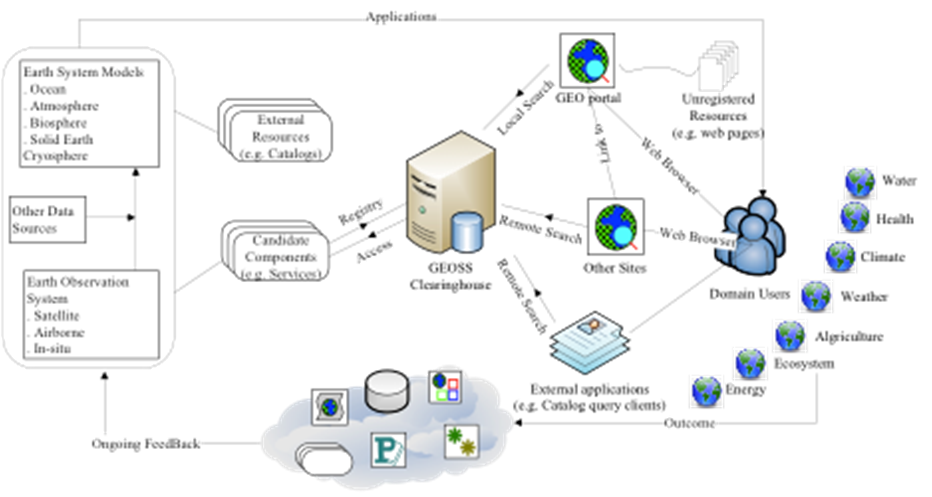 Applications
Earth System Models
. Ocean
. Atmosphere
. Biosphere
. Solid Earth
Cryosphere
Other Data
Sources
Earth Observation
System
. Satellite
. Airborne
. In-situ
External
Resources
(e.g. Catalogs)
Candidate
Components
(e.g. Services)
Registry
Access
GEOSS
Clearinghouse
Local Search
GEO portal
Link to
Unregistered
Resources
(e.g. web pages)
Web Browser
Remote Search
Other Sites
Web Browser
Domain Users
Remote Search
External applications
(e.g. Catalog query clients)
Water
Health
Climate
Weather
Algriculture
Ecosystem
Energy
Outcome
P
Ongoing FeedBack